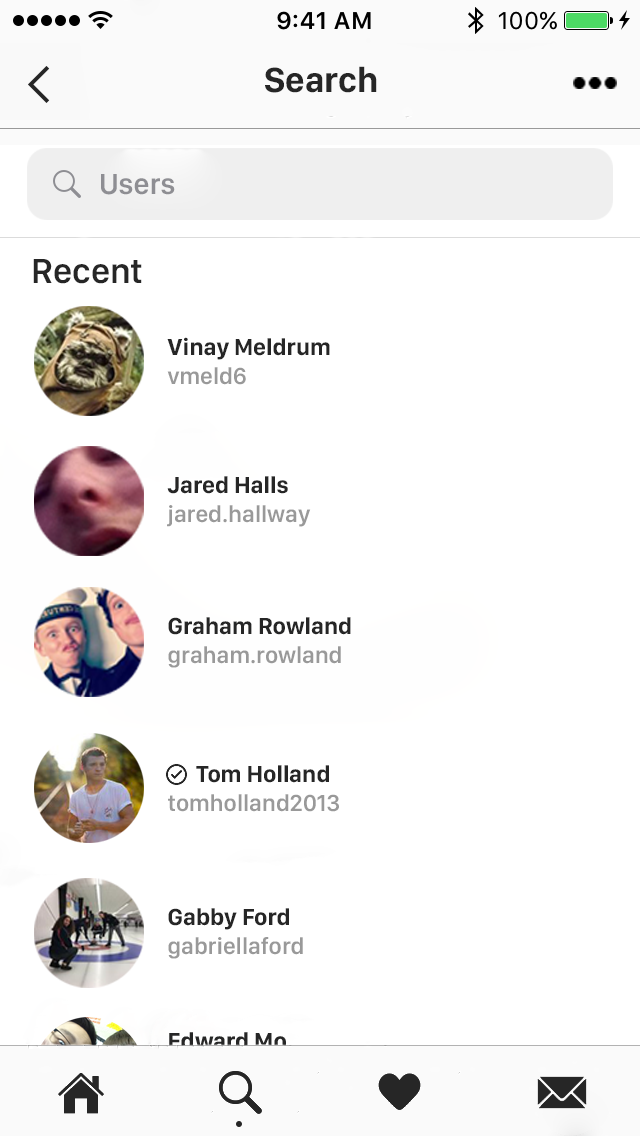 9:41 AM
100%
Search
Users
Recent
Vinay Meldrum
vmeld6
Jared Halls
jared.hallway
Graham Rowland
graham.rowland
Tom Holland
tomholland2013
Gabby Ford
gabriellaford
Edward Mo